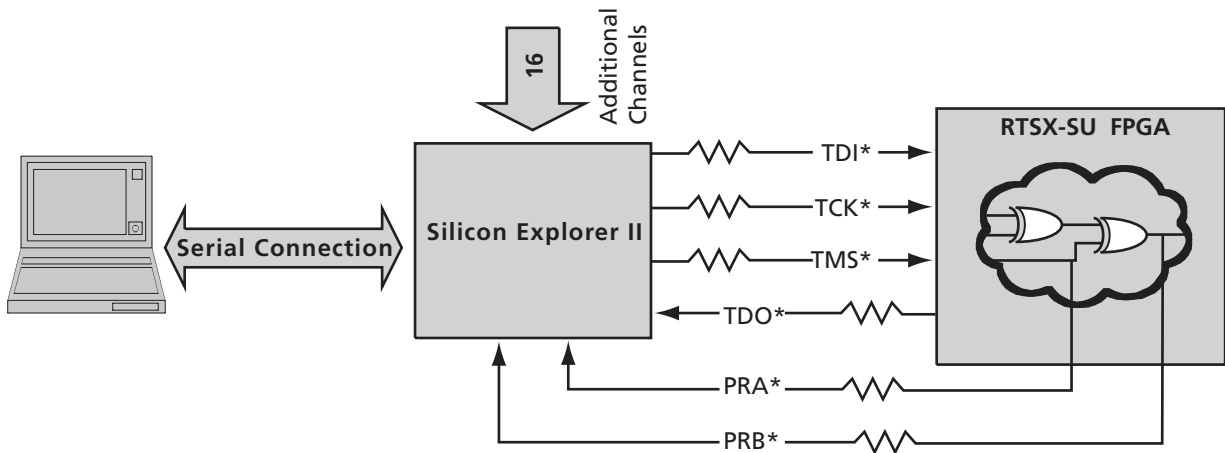 16
Additional
Channels
RTSX-SU FPGA
TDI*
TCK*
Silicon Explorer II
Serial Connection
TMS*
TDO*
PRA*
PRB*